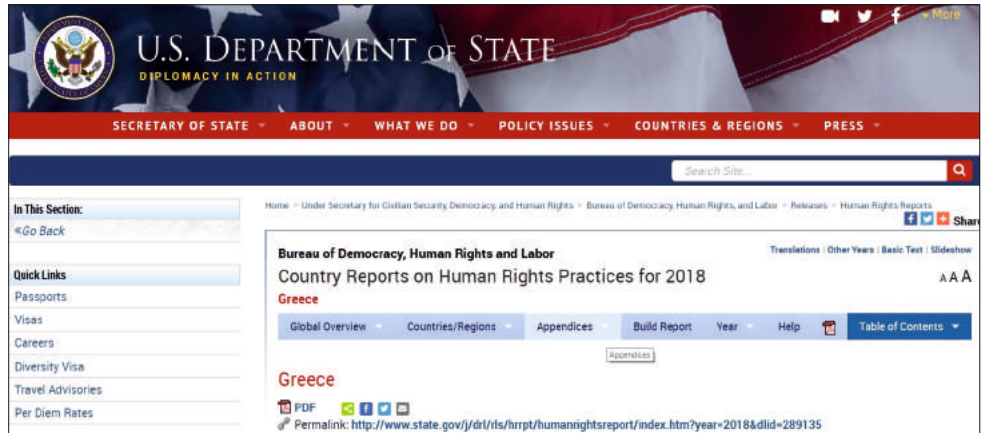 More
U.S. DEPARTMENT OF STATE
DIPLOMACY IN ACTION
SECRETARY OF STATE ABOUT WHAT WE DO POLICY ISSUES COUNTRIES & REGIONS PRESS
Search Site...
In This Section:
«Go Back
Quick Links
Passports
Visas
Careers
Diversity Visa
Travel Advisories
Per Diem Rates
Home > Under Secretary for Civilian Security, Democracy, and Human Rights > Bureau of Democracy, Human Rights, and Labor > Releases > Human Rights Reports
Share
Bureau of Democracy, Human Rights and Labor
Translations | Other Years | Basic Text | Slideshow
Country Reports on Human Rights Practices for 2018
A A A
Greece
Global Overview Countries/Regions Appendices Build Report Year Help Table of Contents
Appendices
Greece
PDF
Permalink: http://www.state.gov/j/drl/rls/hrrpt/humanrightsreport/index.htm?year=2018&dlid=289135